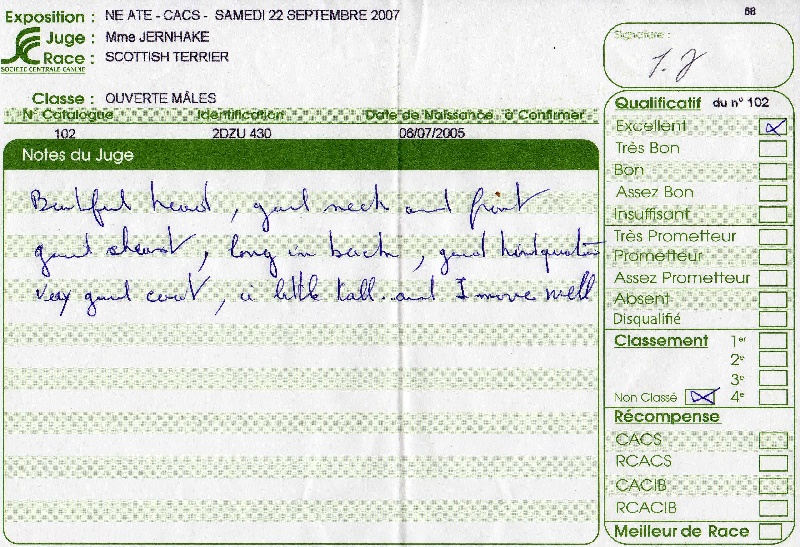 68
Exposition : NE ATE - CACS - SAMEDI 22 SEPTEMBRE 2007
Juge : Mme JERNHAKE
Race : SCOTTISH TERRIER
SOCIÉTÉ CENTRALE CANINE
Classe : OUVERTE MÂLES
N° Catalogue Identification Date de Naissance à Confirmer
102 2DZU 430 06/07/2005
Notes du Juge
Beutiful head, good neck and front
good cheast, long in back, good hindquarters
very good coat, a little tall and I move well
Signature :
Qualificatif du n° 102
Excellent
Très Bon
Bon
Assez Bon
Insuffisant
Très Prometteur
Prometteur
Assez Prometteur
Absent
Disqualifié
Classement 1er
2e
3e
Non Classé 4e
Récompense
CACS
RCACS
CACIB
RCACIB
Meilleur de Race